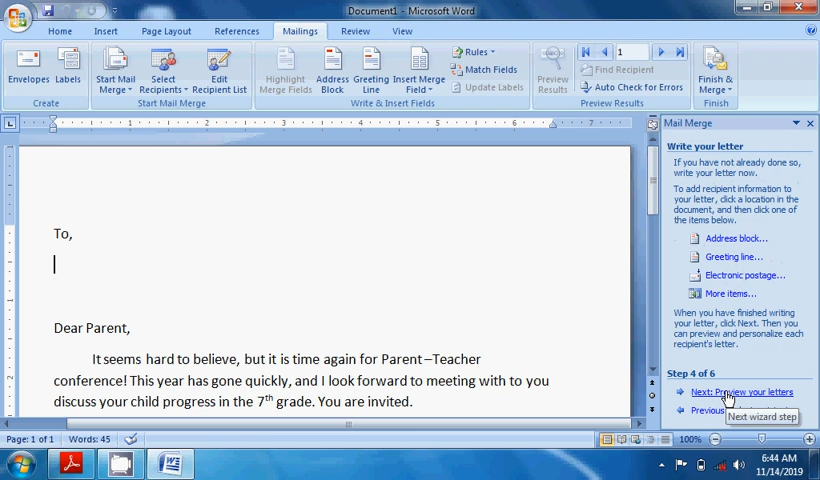 Document1 - Microsoft Word
Home Insert Page Layout References Mailings Review View
Envelopes Labels
Create
Start Mail Merge
Select Recipients
Edit Recipient List
Start Mail Merge
Highlight Merge Fields
Address Block
Greeting Line
Insert Merge Field
Rules
Match Fields
Update Labels
Write & Insert Fields
Preview Results
1
Find Recipient
Auto Check for Errors
Preview Results
Finish & Merge
Finish
1 2 3 4 5 6 7
To,
Dear Parent,
It seems hard to believe, but it is time again for Parent –Teacher
conference! This year has gone quickly, and I look forward to meeting with to you
discuss your child progress in the 7th grade. You are invited.
Mail Merge
Write your letter
If you have not already done so,
write your letter now.
To add recipient information to
your letter, click a location in the
document, and then click one of
the items below.
Address block...
Greeting line...
Electronic postage...
More items...
When you have finished writing
your letter, click Next. Then you
can preview and personalize each
recipient's letter.
Step 4 of 6
Next: Preview your letters
Previous
Next wizard step
Page: 1 of 1 Words: 45
100%
6:44 AM
11/14/2019